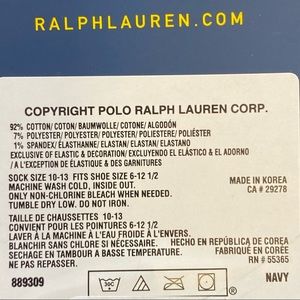 RALPHLAUREN.COM
COPYRIGHT POLO RALPH LAUREN CORP.
92% COTTON/ COTON/ BAUMWOLLE/ COTONE/ ALGODÓN
7% POLYESTER/ POLYESTER/ POLYESTER/ POLIESTERE/ POLIÉSTER
1% SPANDEX/ ÉLASTHANNE/ ELASTAN/ ELASTAN/ ELASTANO
EXCLUSIVE OF ELASTIC & DECORATION/ EXCLUYENDO EL ELÁSTICO & EL ADORNO
/ A L'EXCEPTION DE ÉLASTIQUE & DES GARNITURES
SOCK SIZE 10-13 FITS SHOE SIZE 6-12 1/2
MACHINE WASH COLD, INSIDE OUT. MADE IN KOREA
ONLY NON-CHLORINE BLEACH WHEN NEEDED. CA # 29278
TUMBLE DRY LOW. DO NOT IRON.
TAILLE DE CHAUSSETTES 10-13
CONVIENT POUR LES POINTURES 6-12 1/2
LAVER À LA MACHINE À L'EAU FROIDE À L'ENVERS.
BLANCHIR SANS CHLORE SI NÉCESSAIRE. HECHO EN REPÚBLICA DE COREA
SECHAGE EN TAMBOUR A BASSE TEMPERATURE. FABRIQUÉ EN CORÉE
NE PAS REPASSER. RN # 55365
889309 NAVY